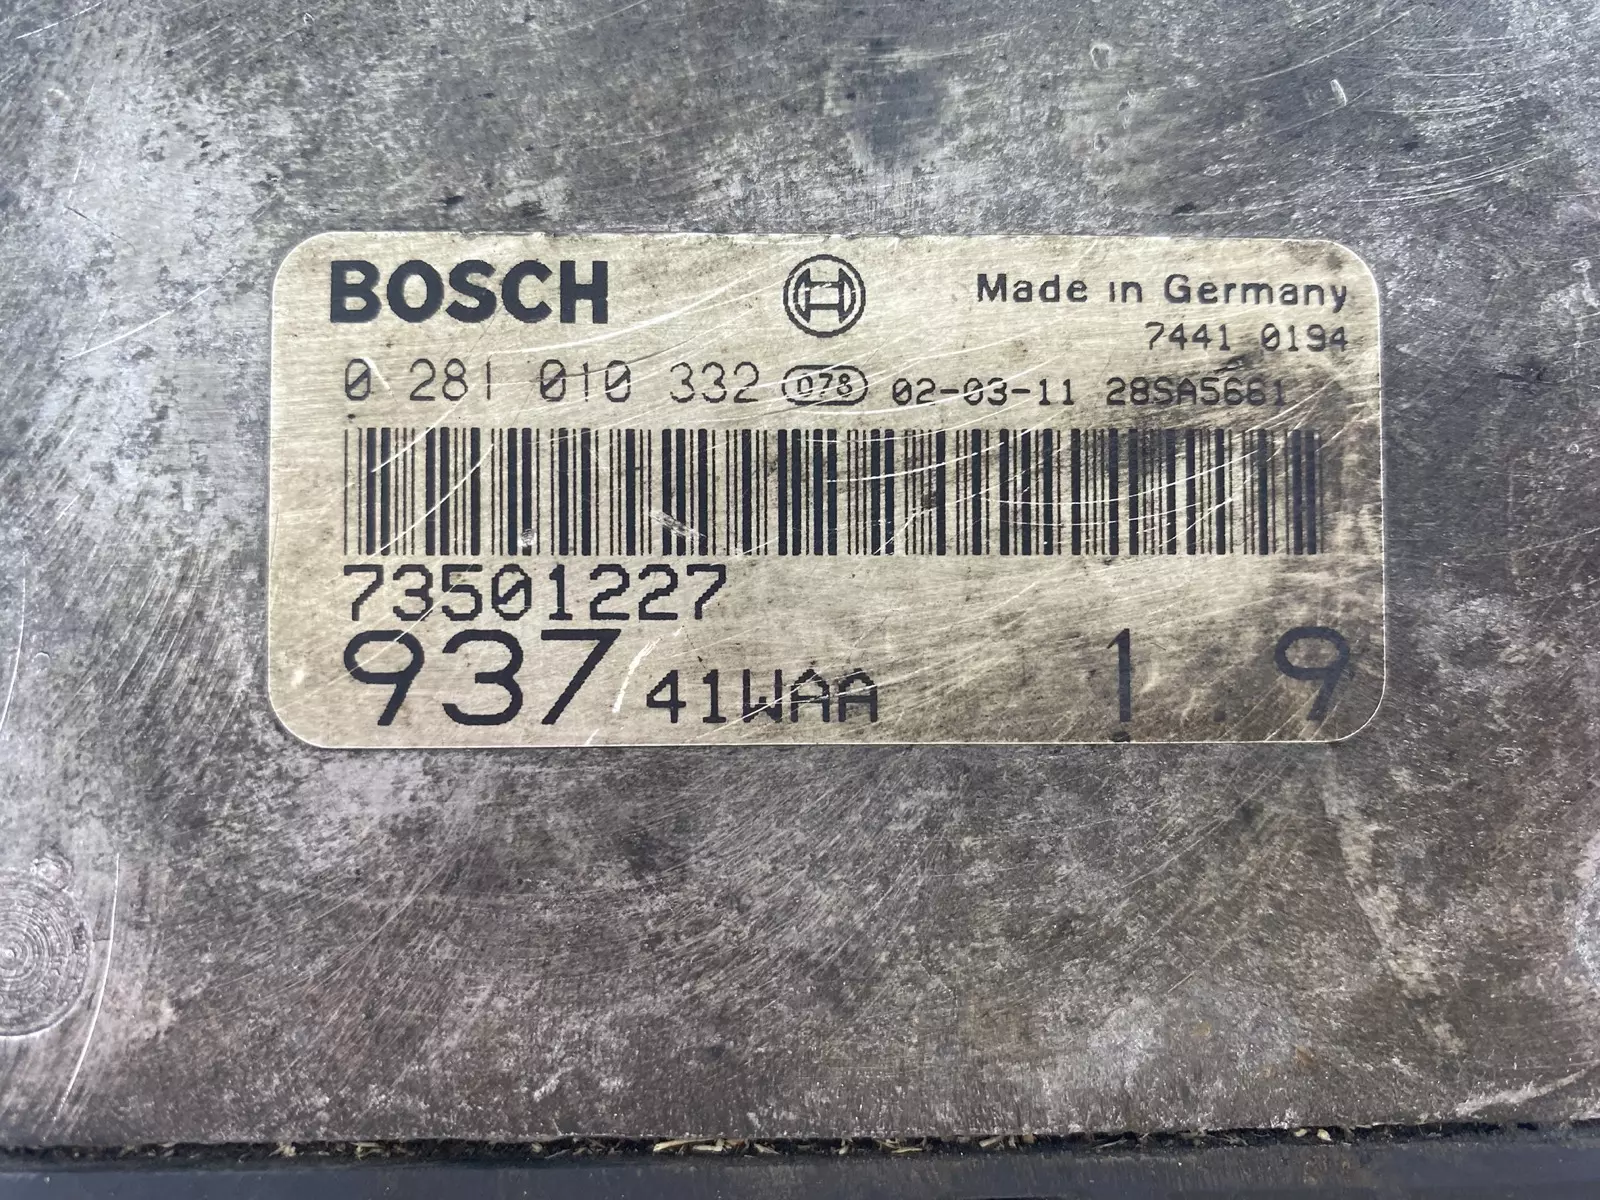 BOSCH Made in Germany
7441 0194
0 281 010 332 078 02-03-11 28SA5661
73501227
937 41WAA 1.9